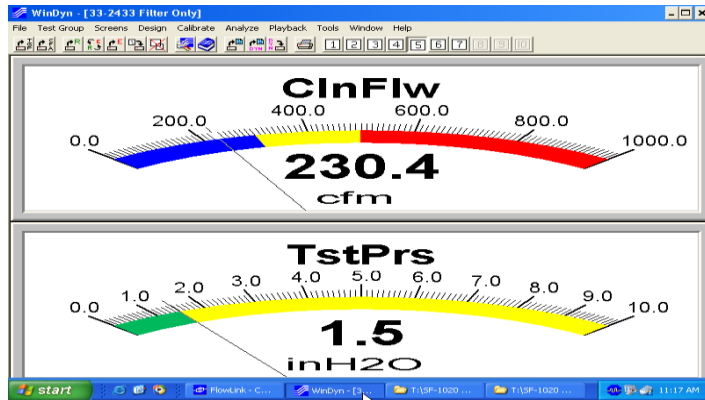 WinDyn - [33-2433 Filter Only]
File Test Group Screens Design Calibrate Analyze Playback Tools Window Help
1 2 3 4 5 6 7 8 9 10
ClnFlw
0.0 200.0 400.0 600.0 800.0 1000.0
230.4
cfm
TstPrs
0.0 1.0 2.0 3.0 4.0 5.0 6.0 7.0 8.0 9.0 10.0
1.5
inH2O
start FlowLink - C... WinDyn - [3... T:\SF-1020 ... T:\SF-1020 ... 11:17 AM